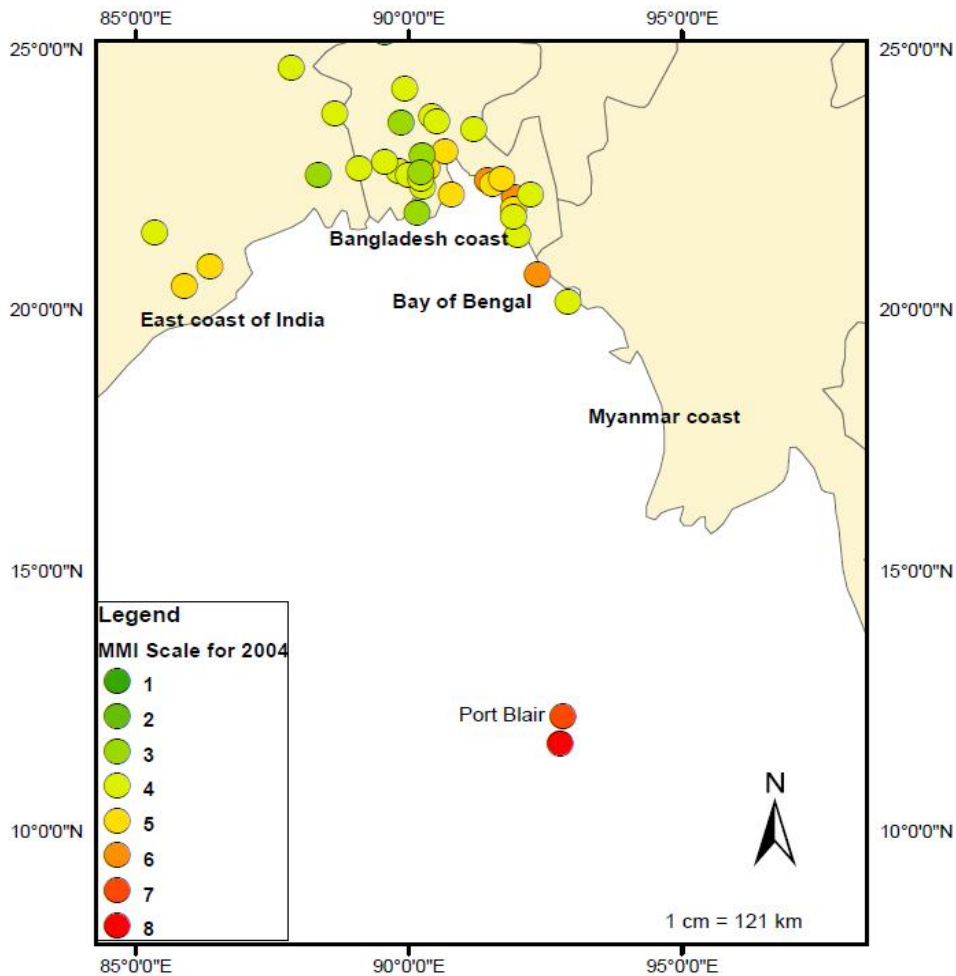 85°0'0"E 90°0'0"E 95°0'0"E
25°0'0"N 25°0'0"N
Bangladesh coast
Bay of Bengal
20°0'0"N 20°0'0"N
East coast of India
Myanmar coast
15°0'0"N 15°0'0"N
Legend
MMI Scale for 2004
1
2
3
4
5
6
7
8
Port Blair
N
10°0'0"N 10°0'0"N
1 cm = 121 km
85°0'0"E 90°0'0"E 95°0'0"E